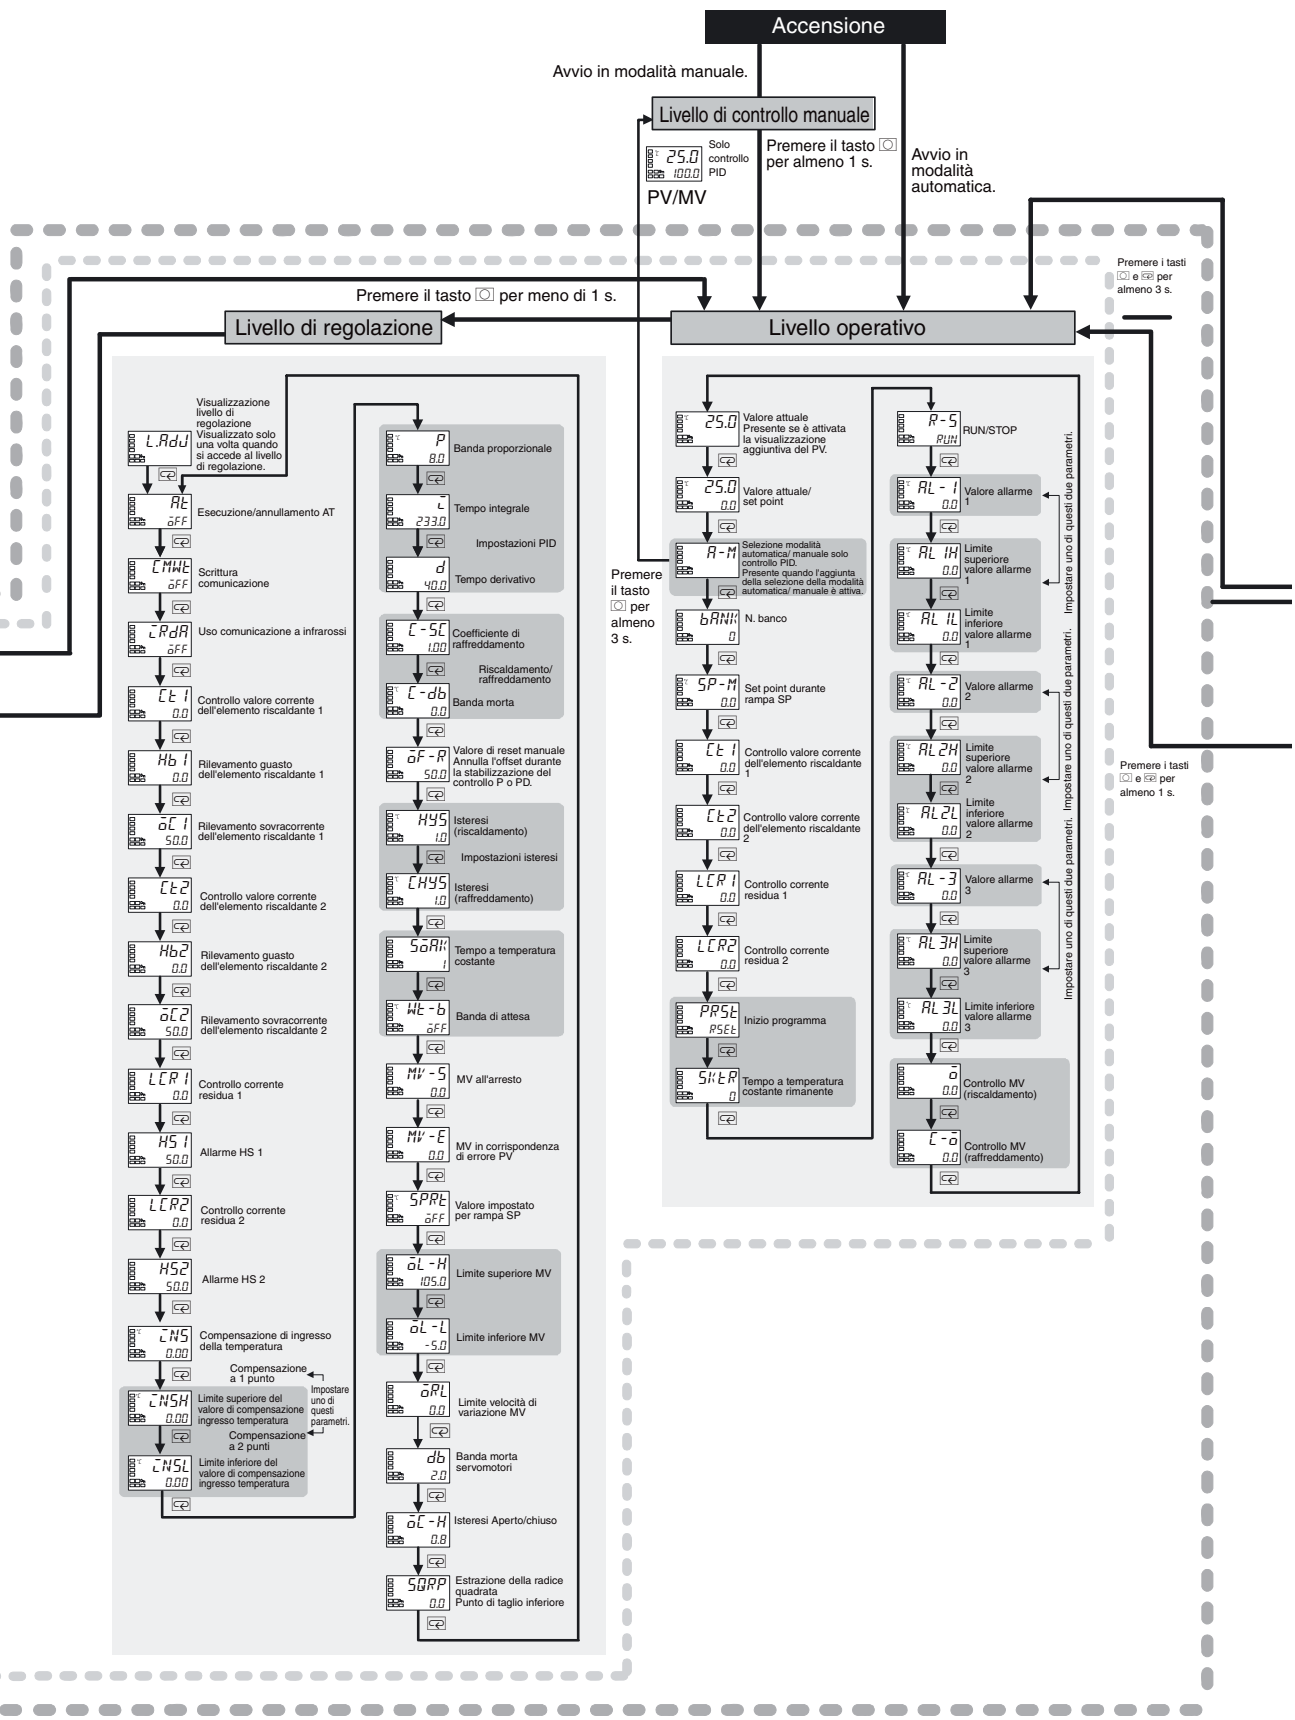 Accensione
Avvio in modalità manuale.
Livello di controllo manuale
25.0
100.0
Solo
controllo
PID
PV/MV
Premere il tasto
per almeno 1 s.
Avvio in
modalità
automatica.
Premere i tasti
e per
almeno 3 s.
Premere il tasto per meno di 1 s.
Livello di regolazione
Livello operativo
Visualizzazione
livello di
regolazione
Visualizzato solo
una volta quando
si accede al livello
di regolazione.
L.AdJ
At
oFF
Esecuzione/annullamento AT
CMWt
oFF
Scrittura
comunicazione
iRdA
oFF
Uso comunicazione a infrarossi
Ct1
0.0
Controllo valore corrente
dell'elemento riscaldante 1
Hb1
0.0
Rilevamento guasto
dell'elemento riscaldante 1
oC1
50.0
Rilevamento sovracorrente
dell'elemento riscaldante 1
Ct2
0.0
Controllo valore corrente
dell'elemento riscaldante 2
Hb2
0.0
Rilevamento guasto
dell'elemento riscaldante 2
oC2
50.0
Rilevamento sovracorrente
dell'elemento riscaldante 2
LCR1
0.0
Controllo corrente
residua 1
HS1
50.0
Allarme HS 1
LCR2
0.0
Controllo corrente
residua 2
HS2
50.0
Allarme HS 2
iNS
0.00
Compensazione di ingresso
della temperatura
Compensazione
a 1 punto
Impostare
uno di
questi
parametri.
iNSH
0.00
Limite superiore del
valore di compensazione
ingresso temperatura
Compensazione
a 2 punti
iNSL
0.00
Limite inferiore del
valore di compensazione
ingresso temperatura
P
8.0
Banda proporzionale
i
233.0
Tempo integrale
Impostazioni PID
d
40.0
Tempo derivativo
C-SC
1.00
Coefficiente di
raffreddamento
Riscaldamento/
raffreddamento
C-db
0.0
Banda morta
oF-R
50.0
Valore di reset manuale
Annulla l'offset durante
la stabilizzazione del
controllo P o PD.
HYS
1.0
Isteresi
(riscaldamento)
Impostazioni isteresi
CHYS
1.0
Isteresi
(raffreddamento)
SoAK
1
Tempo a temperatura
costante
Wt-b
oFF
Banda di attesa
MV-S
0.0
MV all'arresto
MV-E
0.0
MV in corrispondenza
di errore PV
SPRt
oFF
Valore impostato
per rampa SP
oL-H
105.0
Limite superiore MV
oL-L
-5.0
Limite inferiore MV
oRL
0.0
Limite velocità di
variazione MV
db
2.0
Banda morta
servomotori
oC-H
0.8
Isteresi Aperto/chiuso
SQRP
0.0
Estrazione della radice
quadrata
Punto di taglio inferiore
Premere
il tasto
per
almeno
3 s.
25.0
Valore attuale
Presente se è attivata
la visualizzazione
aggiuntiva del PV.
25.0
0.0
Valore attuale/
set point
A-M
Selezione modalità
automatica/ manuale solo
controllo PID.
Presente quando l'aggiunta
della selezione della modalità
automatica/ manuale è attiva.
bANK
0
N. banco
SP-M
0.0
Set point durante
rampa SP
Ct1
0.0
Controllo valore corrente
dell'elemento riscaldante
1
Ct2
0.0
Controllo valore corrente
dell'elemento riscaldante
2
LCR1
0.0
Controllo corrente
residua 1
LCR2
0.0
Controllo corrente
residua 2
PRSt
RSEt
Inizio programma
SKtR
0
Tempo a temperatura
costante rimanente
R-S
RUN
RUN/STOP
AL-1
0.0
Valore allarme
1
AL1H
0.0
Limite
superiore
valore allarme
1
AL1L
0.0
Limite
inferiore
valore allarme
1
Impostare uno di questi due parametri.
AL-2
0.0
Valore allarme
2
AL2H
0.0
Limite
superiore
valore allarme
2
AL2L
0.0
Limite
inferiore
valore allarme
2
Impostare uno di questi due parametri.
AL-3
0.0
Valore allarme
3
AL3H
0.0
Limite
superiore
valore allarme
3
AL3L
0.0
Limite inferiore
valore allarme
3
Impostare uno di questi due parametri.
o
0.0
Controllo MV
(riscaldamento)
C-o
0.0
Controllo MV
(raffreddamento)
Premere i tasti
e per
almeno 1 s.